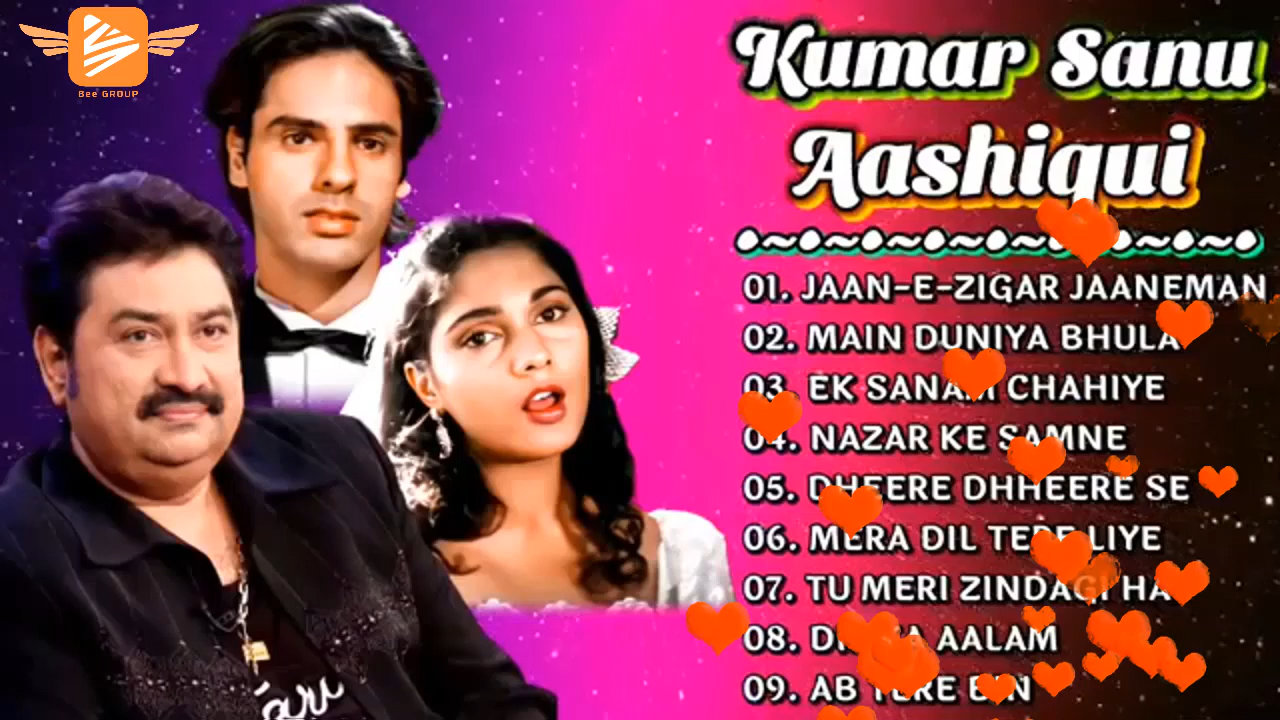 Bee GROUP
Kumar Sanu
Aashiqui
01. JAAN-E-ZIGAR JAANEMAN
02. MAIN DUNIYA BHULA
03. EK SANAM CHAHIYE
04. NAZAR KE SAMNE
05. DHEERE DHHEERE SE
06. MERA DIL TERE LIYE
07. TU MERI ZINDAGI
08. AALAM
09. AB TERE BIN